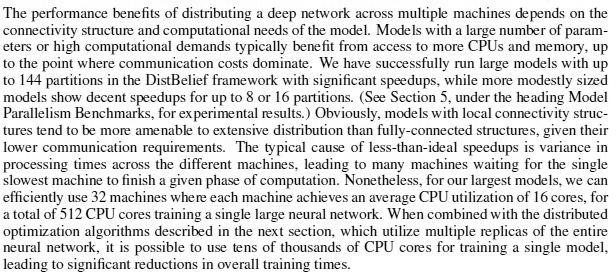 The performance benefits of distributing a deep network across multiple machines depends on the
connectivity structure and computational needs of the model. Models with a large number of param-
eters or high computational demands typically benefit from access to more CPUs and memory, up
to the point where communication costs dominate. We have successfully run large models with up
to 144 partitions in the DistBelief framework with significant speedups, while more modestly sized
models show decent speedups for up to 8 or 16 partitions. (See Section 5, under the heading Model
Parallelism Benchmarks, for experimental results.) Obviously, models with local connectivity struc-
tures tend to be more amenable to extensive distribution than fully-connected structures, given their
lower communication requirements. The typical cause of less-than-ideal speedups is variance in
processing times across the different machines, leading to many machines waiting for the single
slowest machine to finish a given phase of computation. Nonetheless, for our largest models, we can
efficiently use 32 machines where each machine achieves an average CPU utilization of 16 cores, for
a total of 512 CPU cores training a single large neural network. When combined with the distributed
optimization algorithms described in the next section, which utilize multiple replicas of the entire
neural network, it is possible to use tens of thousands of CPU cores for training a single model,
leading to significant reductions in overall training times.